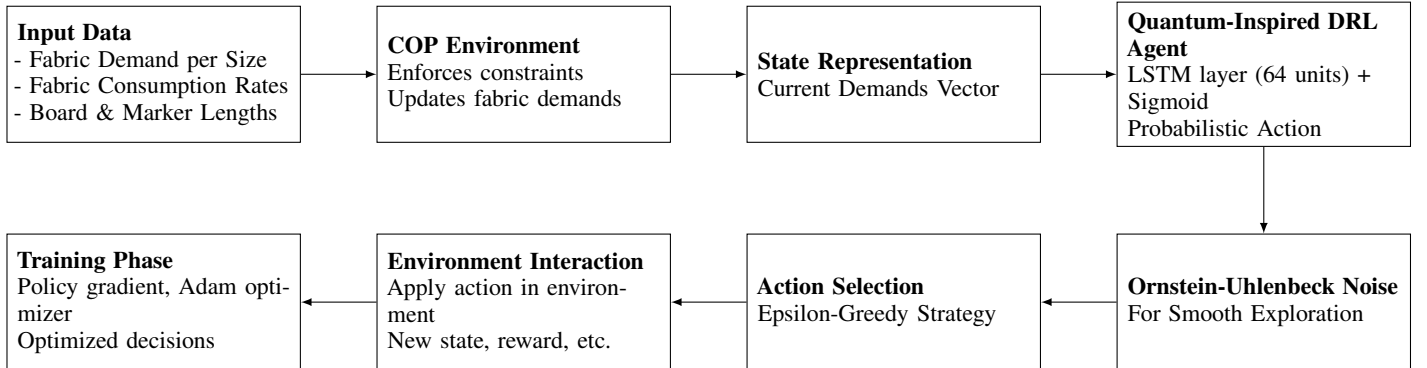 Input Data
- Fabric Demand per Size
- Fabric Consumption Rates
- Board & Marker Lengths
COP Environment
Enforces constraints
Updates fabric demands
State Representation
Current Demands Vector
Quantum-Inspired DRL
Agent
LSTM layer (64 units) +
Sigmoid
Probabilistic Action
Training Phase
Policy gradient, Adam opti-
mizer
Optimized decisions
Environment Interaction
Apply action in environ-
ment
New state, reward, etc.
Action Selection
Epsilon-Greedy Strategy
Ornstein-Uhlenbeck Noise
For Smooth Exploration